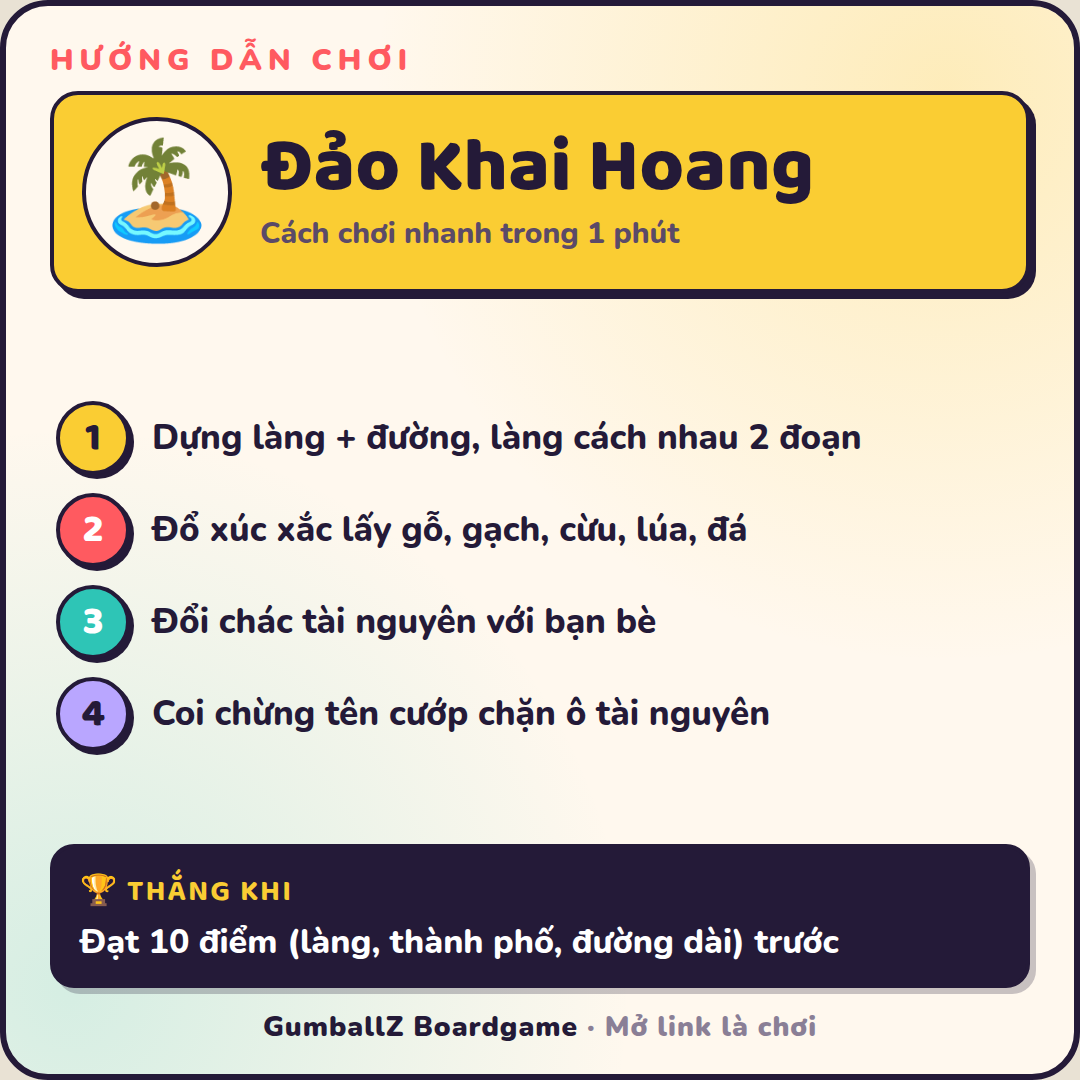 HƯỚNG DẪN CHƠI
Đảo Khai Hoang
Cách chơi nhanh trong 1 phút
1 Dựng làng + đường, làng cách nhau 2 đoạn
2 Đổ xúc xắc lấy gỗ, gạch, cừu, lúa, đá
3 Đổi chác tài nguyên với bạn bè
4 Coi chừng tên cướp chặn ô tài nguyên
🏆 THẮNG KHI
Đạt 10 điểm (làng, thành phố, đường dài) trước
GumballZ Boardgame · Mở link là chơi